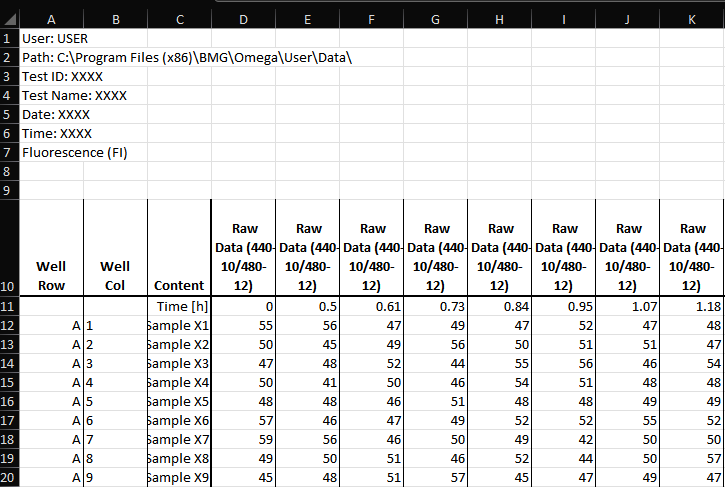 A B C D E F G H I J K
1 User: USER
2 Path: C:\Program Files (x86)\BMG\Omega\User\Data\
3 Test ID: XXXX
4 Test Name: XXXX
5 Date: XXXX
6 Time: XXXX
7 Fluorescence (FI)
8
9
Raw Raw Raw Raw Raw Raw Raw Raw
Data (440- Data (440- Data (440- Data (440- Data (440- Data (440- Data (440- Data (440-
Well Well 10/480- 10/480- 10/480- 10/480- 10/480- 10/480- 10/480- 10/480-
10 Row Col Content 12) 12) 12) 12) 12) 12) 12) 12)
11 Time [h] 0 0.5 0.61 0.73 0.84 0.95 1.07 1.18
12 A 1 Sample X1 55 56 47 49 47 52 47 48
13 A 2 Sample X2 50 45 49 56 50 51 51 47
14 A 3 Sample X3 47 48 52 44 55 56 46 54
15 A 4 Sample X4 50 41 50 46 54 51 48 48
16 A 5 Sample X5 48 48 46 51 48 48 49 49
17 A 6 Sample X6 57 46 47 49 52 52 55 52
18 A 7 Sample X7 59 56 46 50 49 42 50 50
19 A 8 Sample X8 49 50 51 46 52 44 50 57
20 A 9 Sample X9 45 48 51 57 45 47 49 47